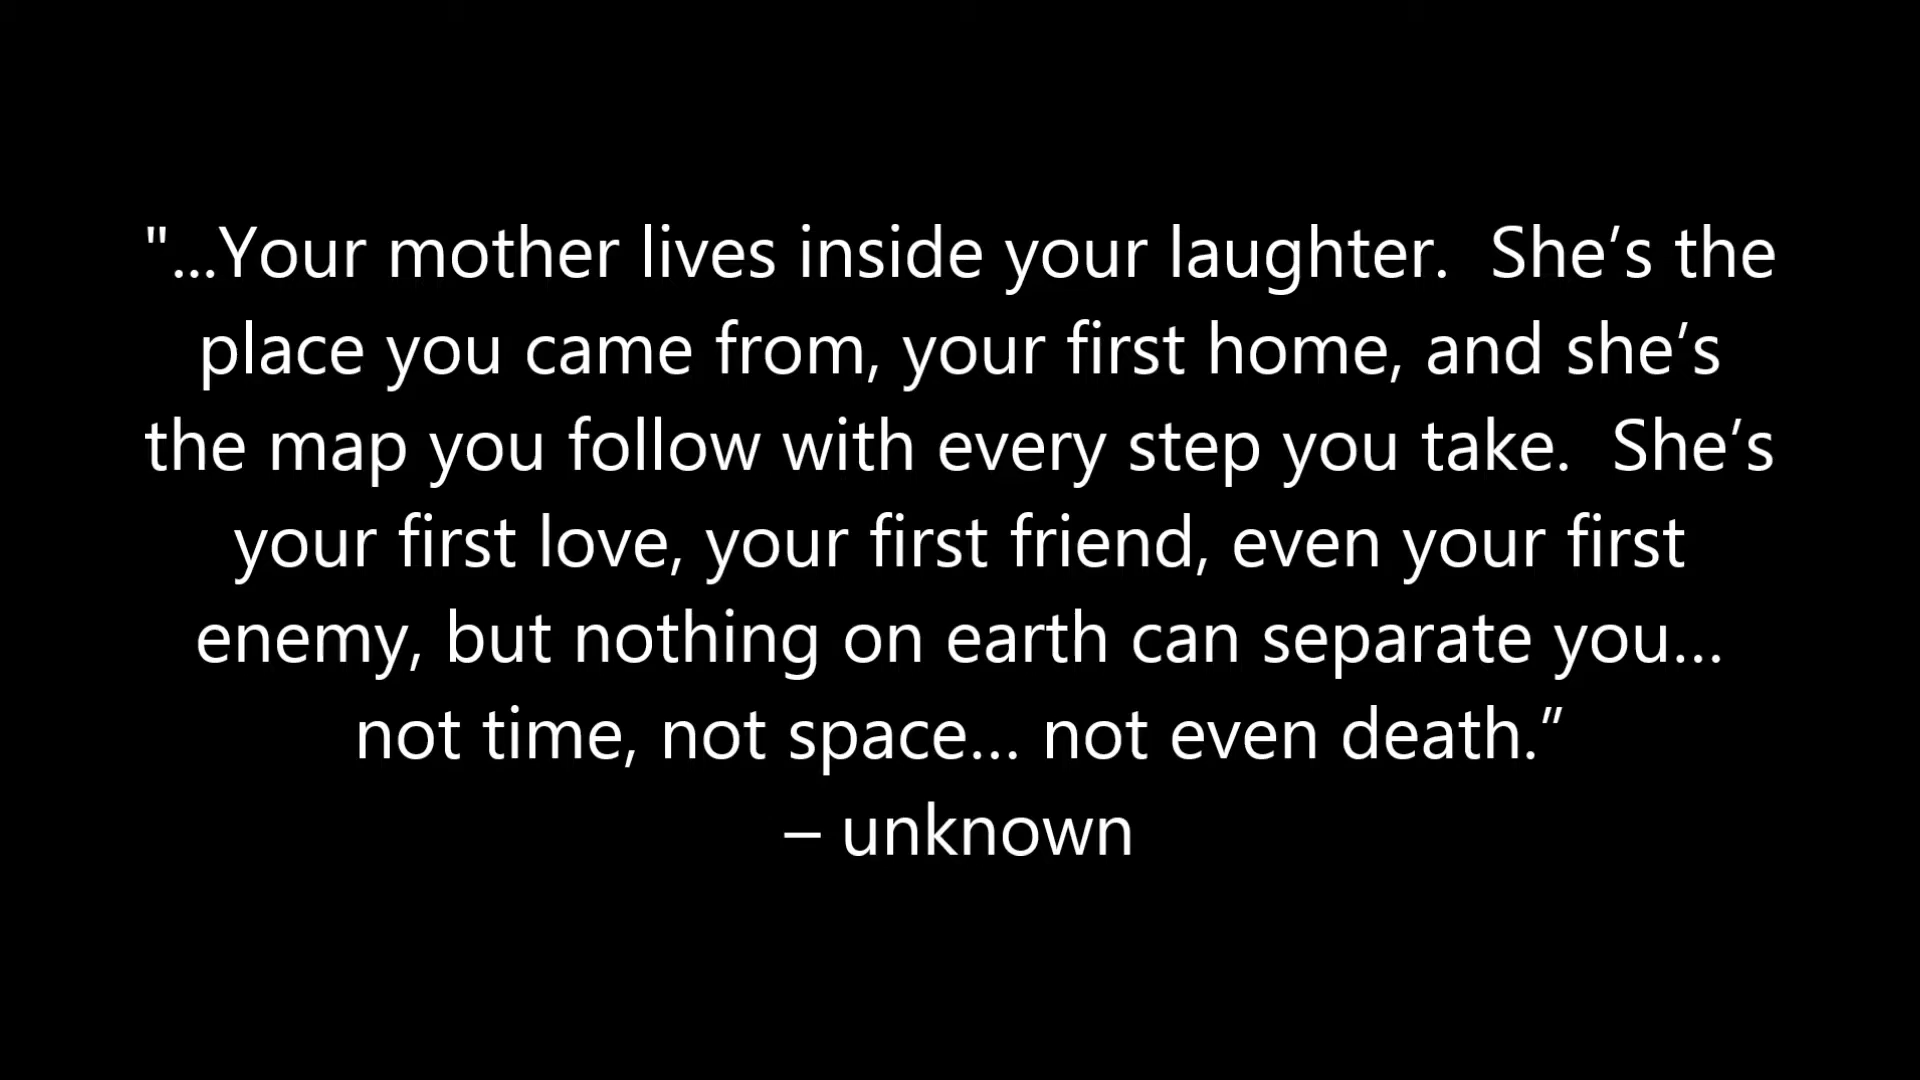 "...Your mother lives inside your laughter.  She’s the
place you came from, your first home, and she’s
the map you follow with every step you take.  She’s
your first love, your first friend, even your first
enemy, but nothing on earth can separate you...
not time, not space... not even death.”
– unknown